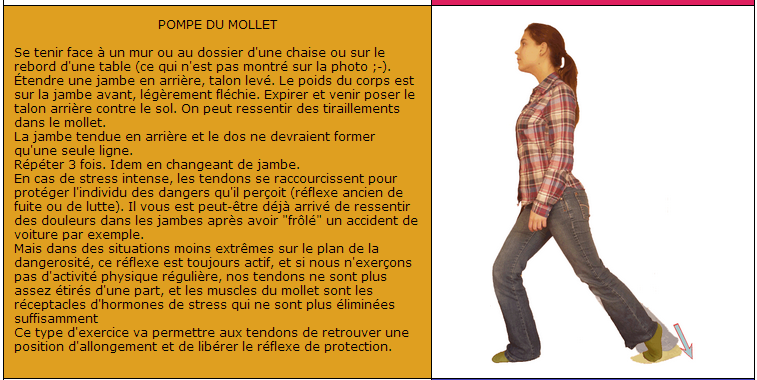 POMPE DU MOLLET
Se tenir face à un mur ou au dossier d'une chaise ou sur le
rebord d'une table (ce qui n'est pas montré sur la photo ;-).
Étendre une jambe en arrière, talon levé. Le poids du corps est
sur la jambe avant, légèrement fléchie. Expirer et venir poser le
talon arrière contre le sol. On peut ressentir des tiraillements
dans le mollet.
La jambe tendue en arrière et le dos ne devraient former
qu'une seule ligne.
Répéter 3 fois. Idem en changeant de jambe.
En cas de stress intense, les tendons se raccourcissent pour
protéger l'individu des dangers qu'il perçoit (réflexe ancien de
fuite ou de lutte). Il vous est peut-être déjà arrivé de ressentir
des douleurs dans les jambes après avoir "frôlé" un accident de
voiture par exemple.
Mais dans des situations moins extrêmes sur le plan de la
dangerosité, ce réflexe est toujours actif, et si nous n'exerçons
pas d'activité physique régulière, nos tendons ne sont plus
assez étirés d'une part, et les muscles du mollet sont les
réceptacles d'hormones de stress qui ne sont plus éliminées
suffisamment
Ce type d'exercice va permettre aux tendons de retrouver une
position d'allongement et de libérer le réflexe de protection.